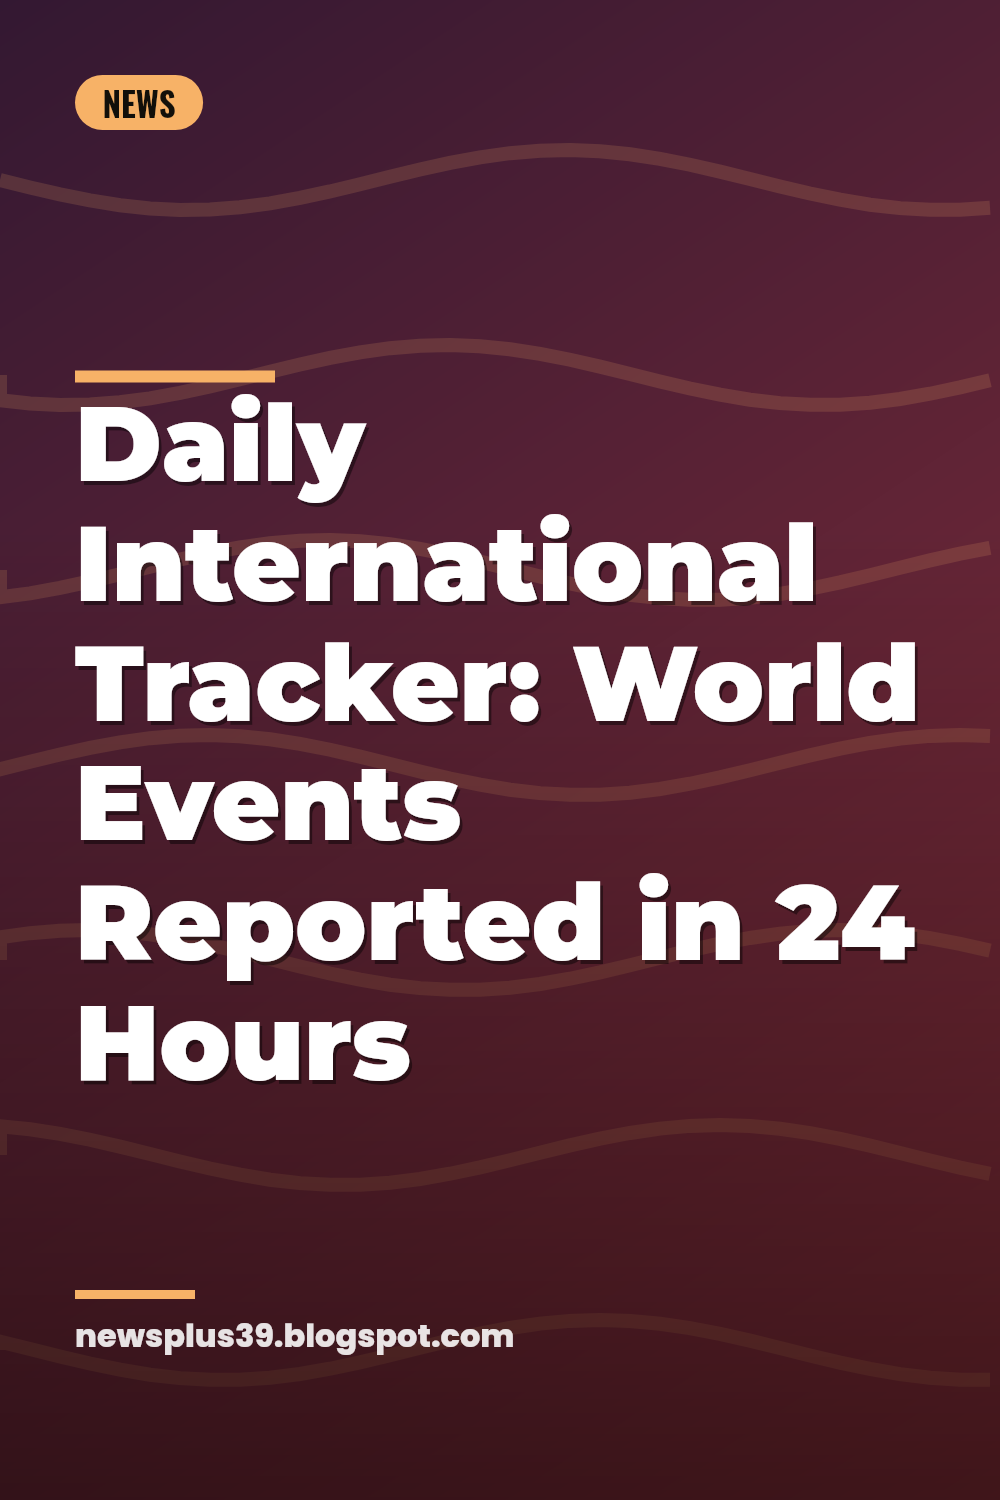 NEWS
Daily
International
Tracker: World
Events
Reported in 24
Hours
newsplus39.blogspot.com